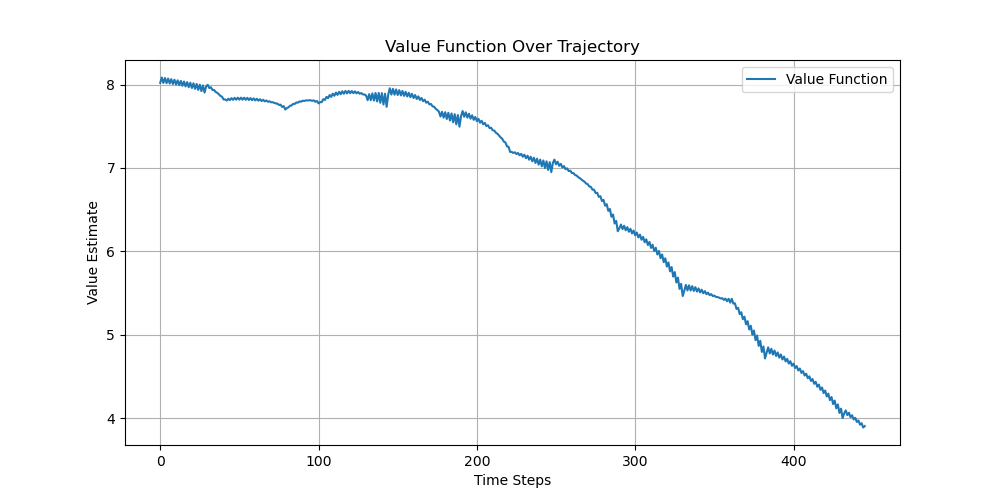 Value Function Over Trajectory
Value Function
8
7
6
5
4
Value Estimate
0 100 200 300 400
Time Steps